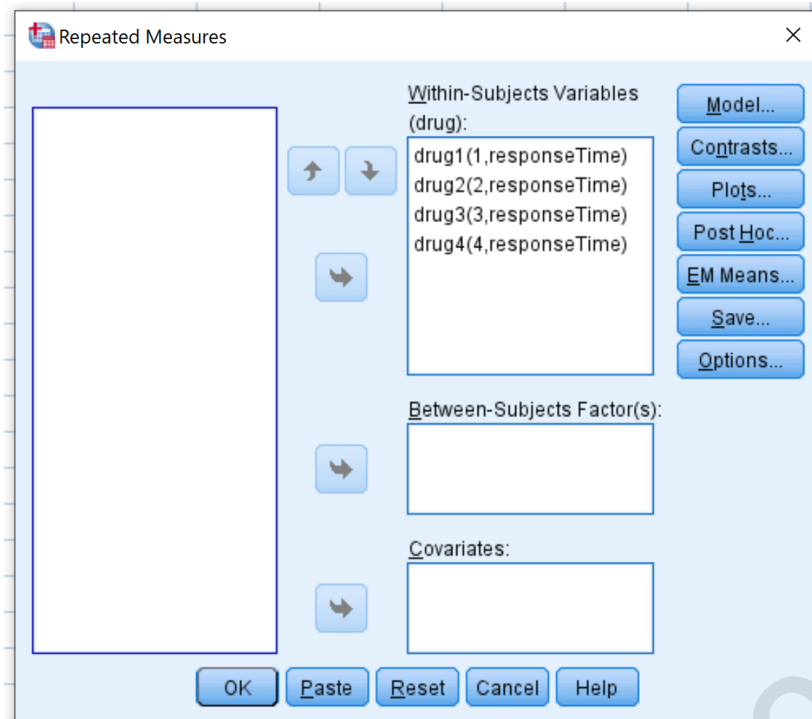 Repeated Measures
Within-Subjects Variables
(drug):
drug1(1,responseTime)
drug2(2,responseTime)
drug3(3,responseTime)
drug4(4,responseTime)
Model...
Contrasts...
Plots...
Post Hoc...
EM Means...
Save...
Options...
Between-Subjects Factor(s):
Covariates:
OK Paste Reset Cancel Help